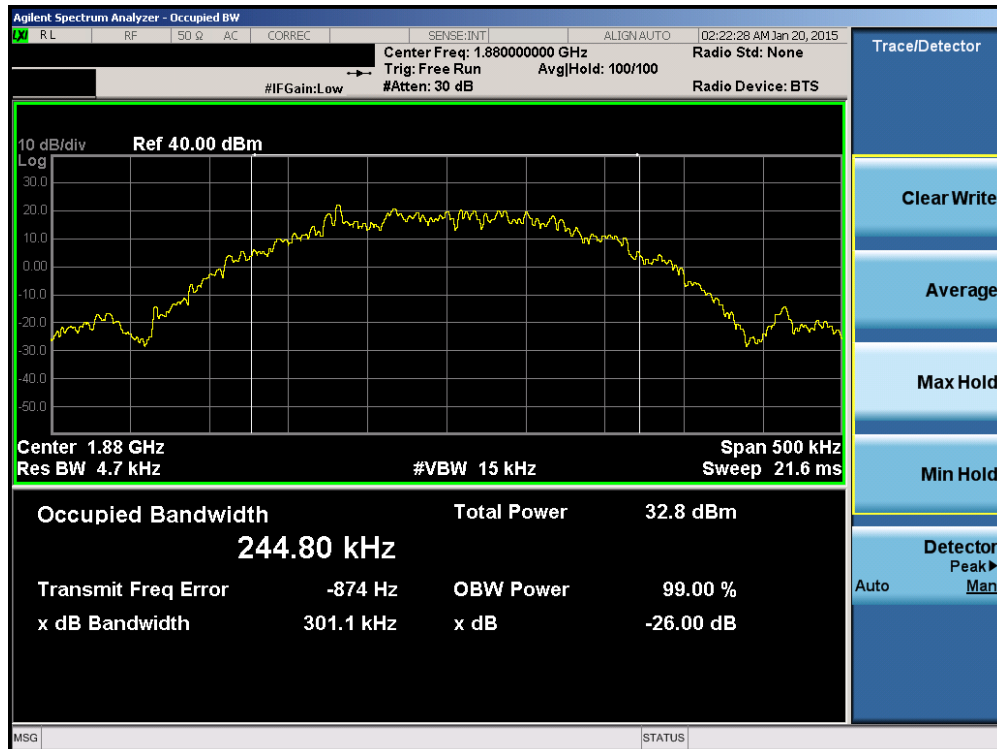 Agilent Spectrum Analyzer - Occupied BW
LXI RL RF 50 Ω AC CORREC SENSE:INT ALIGN AUTO 02:22:28 AM Jan 20, 2015
Center Freq: 1.880000000 GHz Radio Std: None
Trig: Free Run Avg|Hold: 100/100
#IFGain:Low #Atten: 30 dB Radio Device: BTS
10 dB/div Ref 40.00 dBm
Log
30.0
20.0
10.0
0.00
-10.0
-20.0
-30.0
-40.0
-50.0
Center 1.88 GHz Span 500 kHz
Res BW 4.7 kHz #VBW 15 kHz Sweep 21.6 ms
Occupied Bandwidth Total Power 32.8 dBm
244.80 kHz
Transmit Freq Error -874 Hz OBW Power 99.00 %
x dB Bandwidth 301.1 kHz x dB -26.00 dB
MSG STATUS
Trace/Detector
Clear Write
Average
Max Hold
Min Hold
Detector
Peak▶
Auto Man